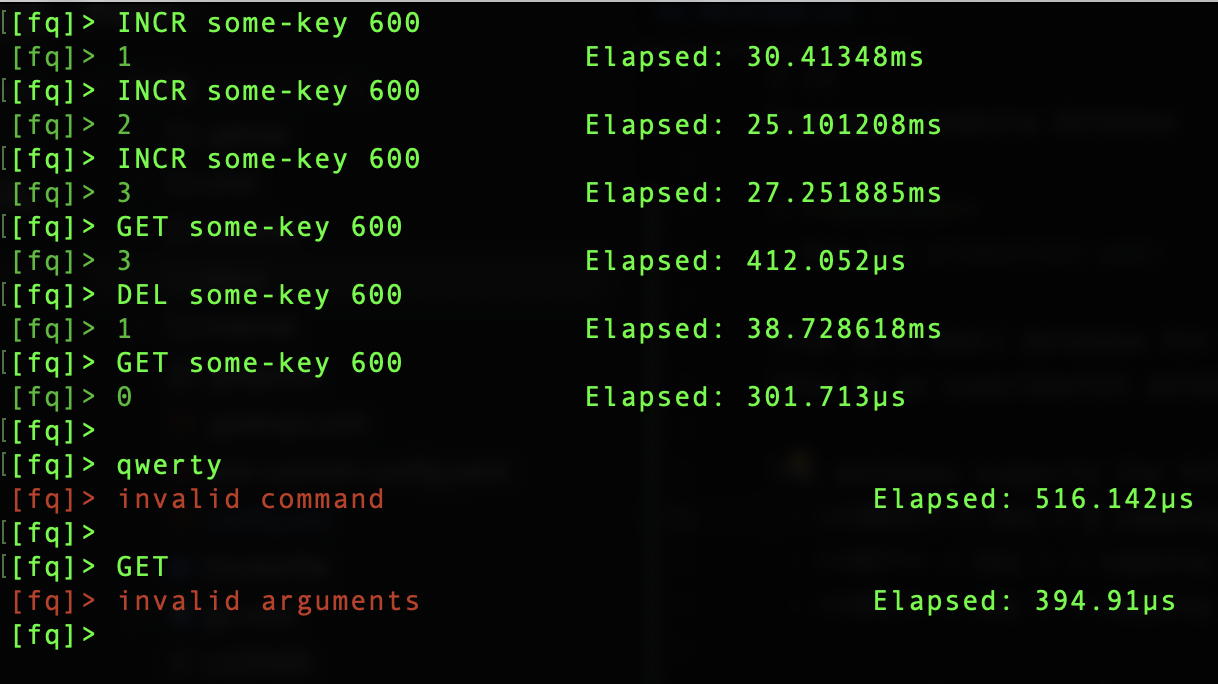 [[fq]> INCR some-key 600
[fq]> 1 Elapsed: 30.41348ms
[[fq]> INCR some-key 600
[fq]> 2 Elapsed: 25.101208ms
[[fq]> INCR some-key 600
[fq]> 3 Elapsed: 27.251885ms
[[fq]> GET some-key 600
[fq]> 3 Elapsed: 412.052µs
[[fq]> DEL some-key 600
[fq]> 1 Elapsed: 38.728618ms
[[fq]> GET some-key 600
[fq]> 0 Elapsed: 301.713µs
[[fq]>
[[fq]> qwerty
[fq]> invalid command Elapsed: 516.142µs
[[fq]>
[[fq]> GET
[fq]> invalid arguments Elapsed: 394.91µs
[fq]>